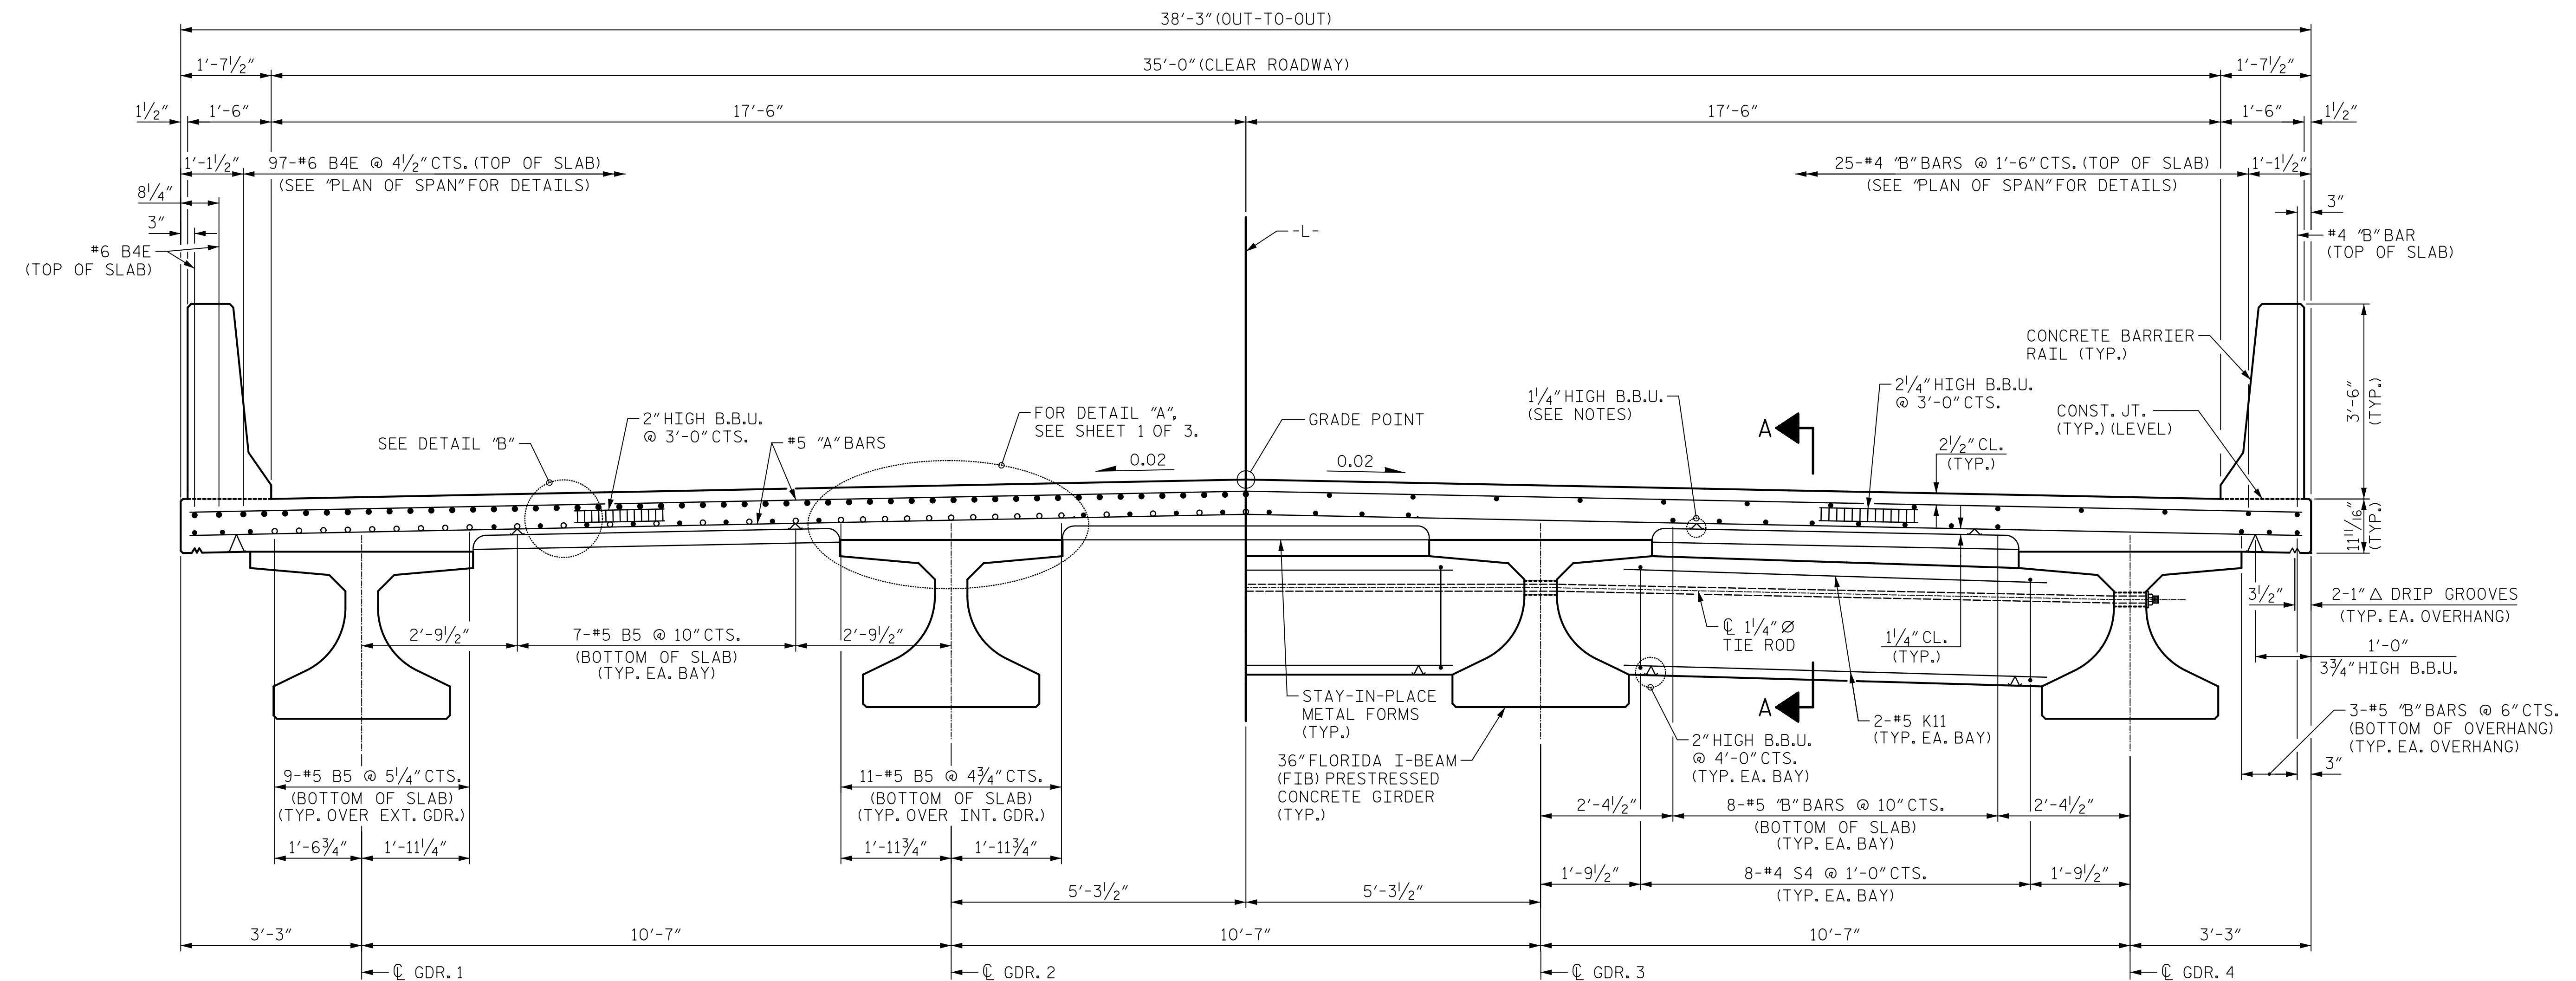 38'-3" (OUT-TO-OUT)
1'-7½"
35'-0" (CLEAR ROADWAY)
1'-7½"
1½"
1'-6"
17'-6"
17'-6"
1'-6"
1½"
1'-1½"
97-#6 B4E @ 4½" CTS. (TOP OF SLAB)
(SEE "PLAN OF SPAN" FOR DETAILS)
25-#4 "B" BARS @ 1'-6" CTS. (TOP OF SLAB)
(SEE "PLAN OF SPAN" FOR DETAILS)
1'-1½"
8¼"
3"
#6 B4E
(TOP OF SLAB)
-L-
3"
#4 "B" BAR
(TOP OF SLAB)
SEE DETAIL "B"
2" HIGH B.B.U.
@ 3'-0" CTS.
#5 "A" BARS
FOR DETAIL "A",
SEE SHEET 1 OF 3.
0.02
GRADE POINT
0.02
1¼" HIGH B.B.U.
(SEE NOTES)
A
2¼" HIGH B.B.U.
@ 3'-0" CTS.
2½" CL.
(TYP.)
CONCRETE BARRIER
RAIL (TYP.)
CONST. JT.
(TYP.) (LEVEL)
3'-6"
(TYP.)
11 11/16"
(TYP.)
2'-9½"
7-#5 B5 @ 10" CTS.
(BOTTOM OF SLAB)
(TYP. EA. BAY)
2'-9½"
℄ 1¼" Ø
TIE ROD
1¼" CL.
(TYP.)
3½"
2-1" △ DRIP GROOVES
(TYP. EA. OVERHANG)
1'-0"
3¾" HIGH B.B.U.
STAY-IN-PLACE
METAL FORMS
(TYP.)
A
2-#5 K11
(TYP. EA. BAY)
3-#5 "B" BARS @ 6" CTS.
(BOTTOM OF OVERHANG)
(TYP. EA. OVERHANG)
3"
36" FLORIDA I-BEAM
(FIB) PRESTRESSED
CONCRETE GIRDER
(TYP.)
2" HIGH B.B.U.
@ 4'-0" CTS.
(TYP. EA. BAY)
9-#5 B5 @ 5¼" CTS.
(BOTTOM OF SLAB)
(TYP. OVER EXT. GDR.)
11-#5 B5 @ 4¾" CTS.
(BOTTOM OF SLAB)
(TYP. OVER INT. GDR.)
2'-4½"
8-#5 "B" BARS @ 10" CTS.
(BOTTOM OF SLAB)
(TYP. EA. BAY)
2'-4½"
1'-6¾"
1'-11¼"
1'-11¾"
1'-11¾"
1'-9½"
8-#4 S4 @ 1'-0" CTS.
(TYP. EA. BAY)
1'-9½"
5'-3½"
5'-3½"
3'-3"
10'-7"
10'-7"
10'-7"
3'-3"
℄ GDR. 1
℄ GDR. 2
℄ GDR. 3
℄ GDR. 4